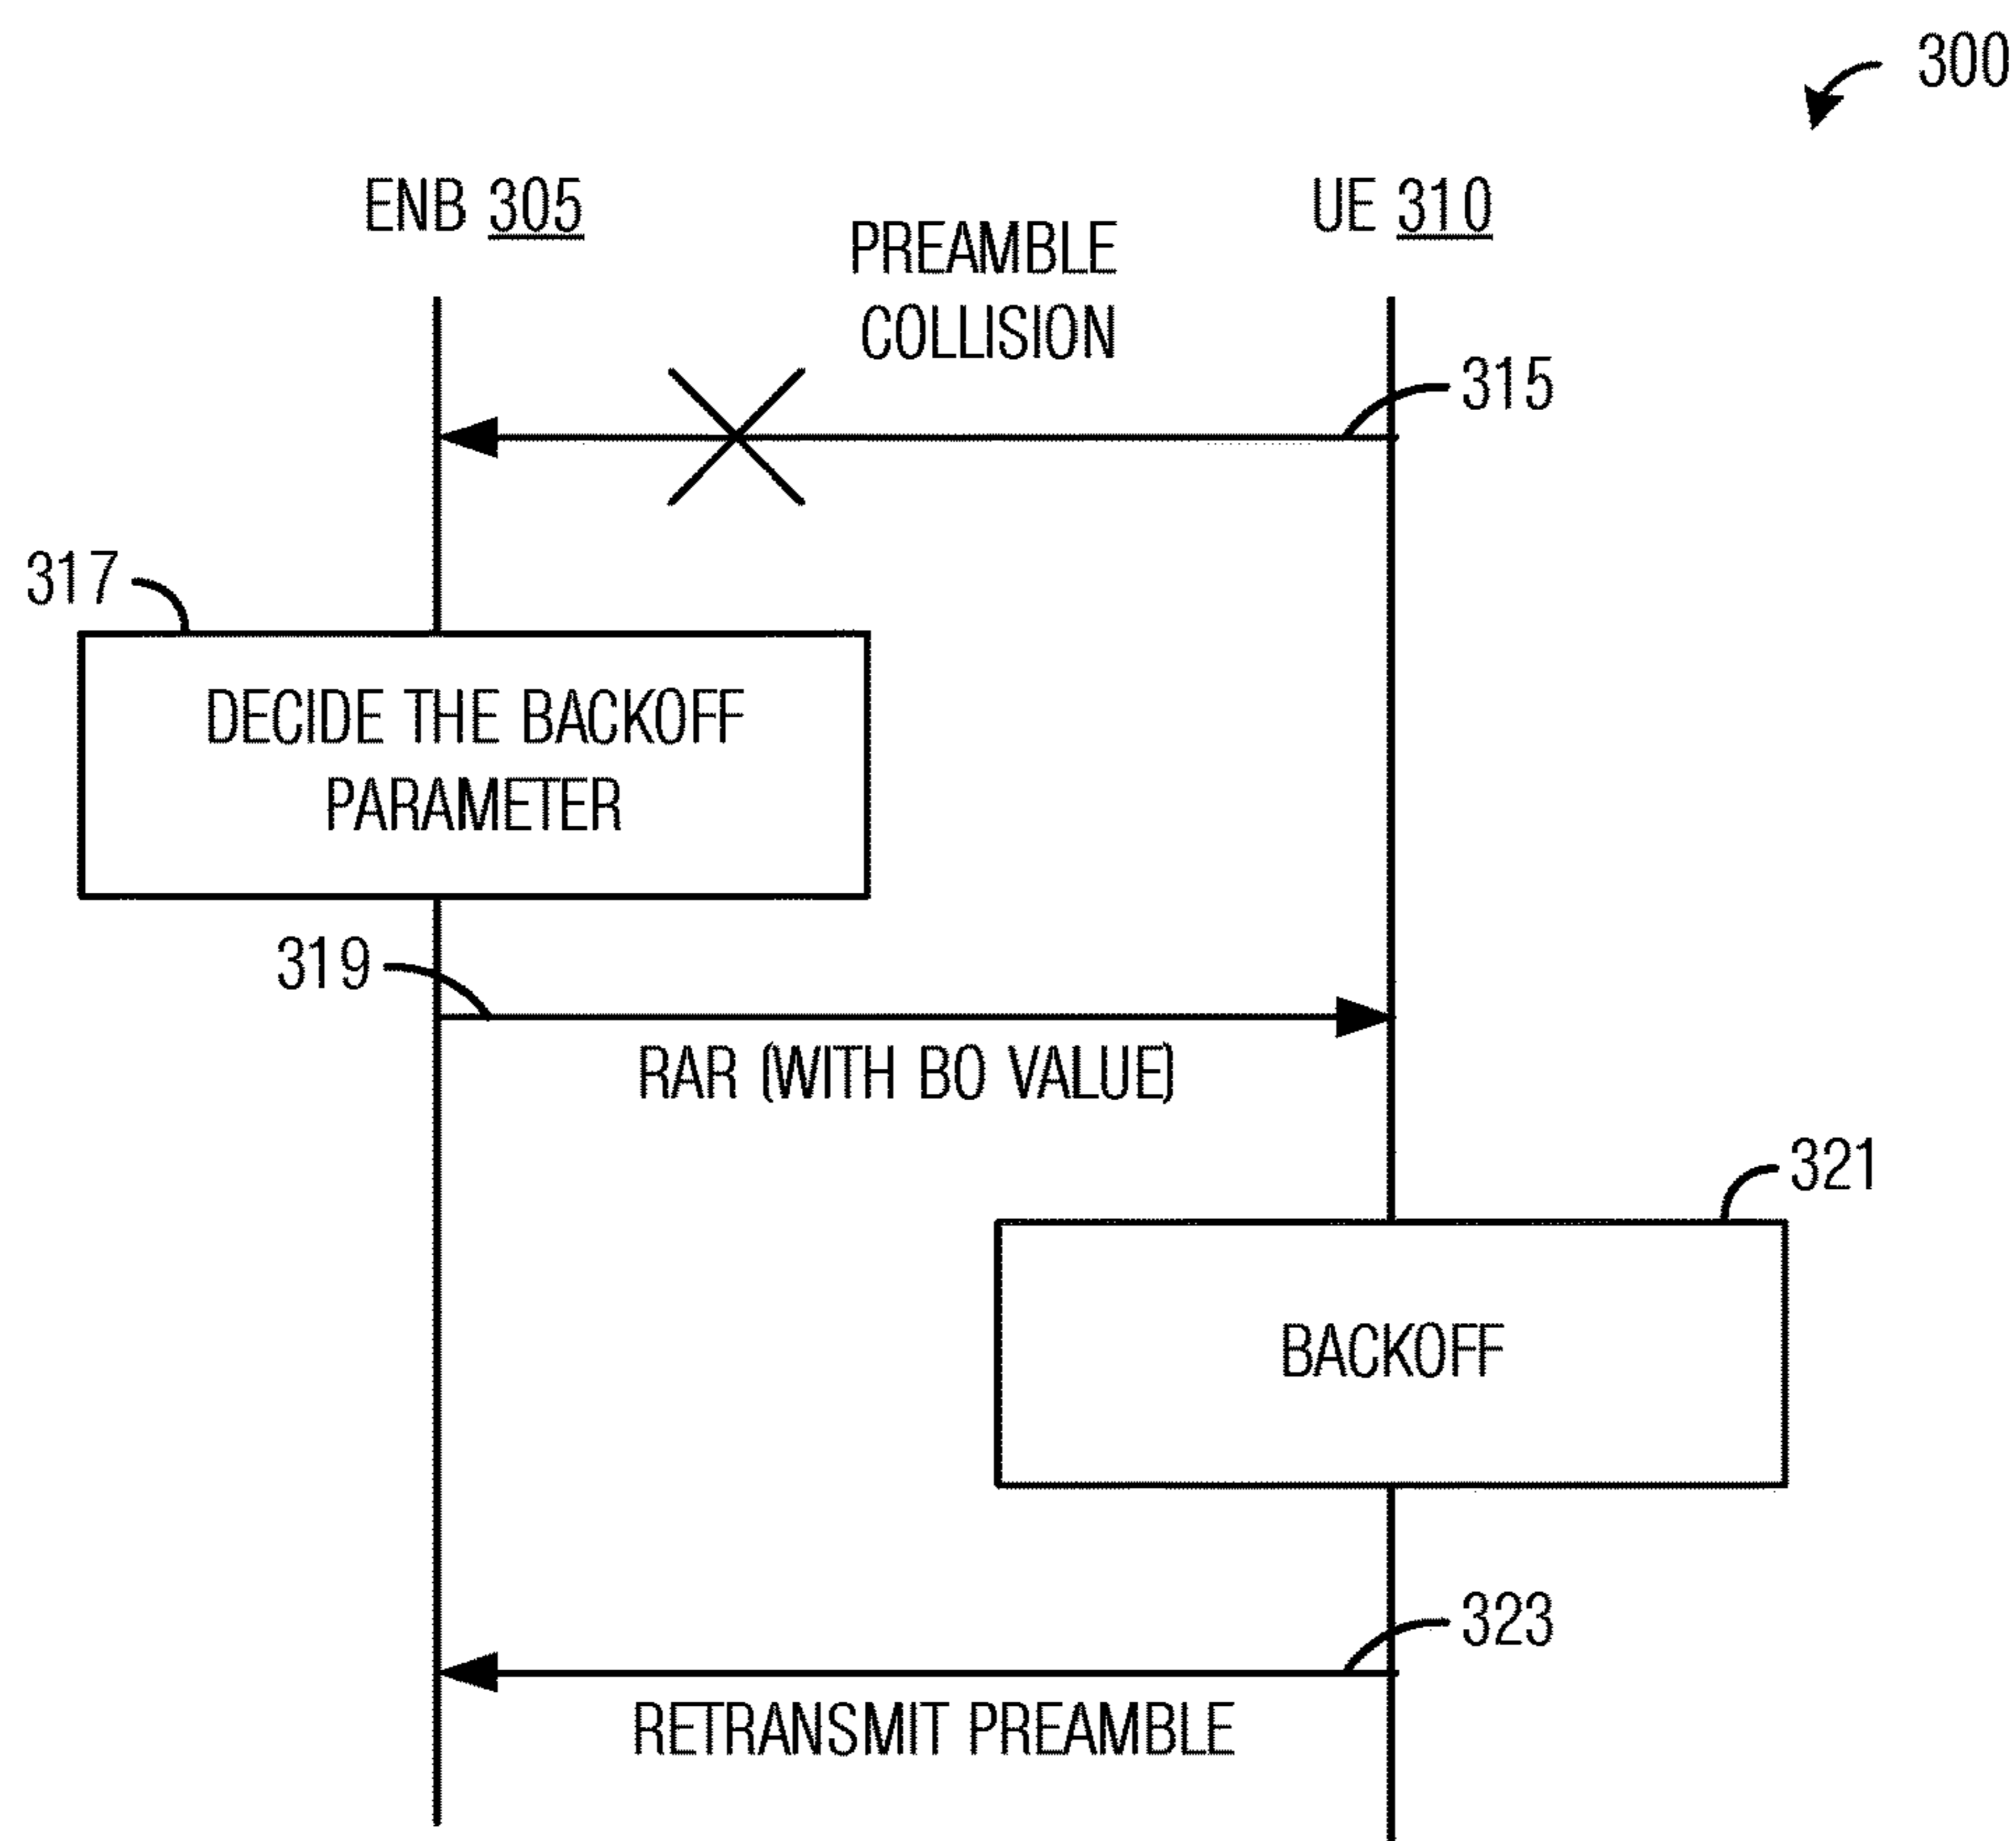 300
ENB 305
UE 310
PREAMBLE
COLLISION
315
317
DECIDE THE BACKOFF
PARAMETER
319
RAR (WITH BO VALUE)
321
BACKOFF
323
RETRANSMIT PREAMBLE